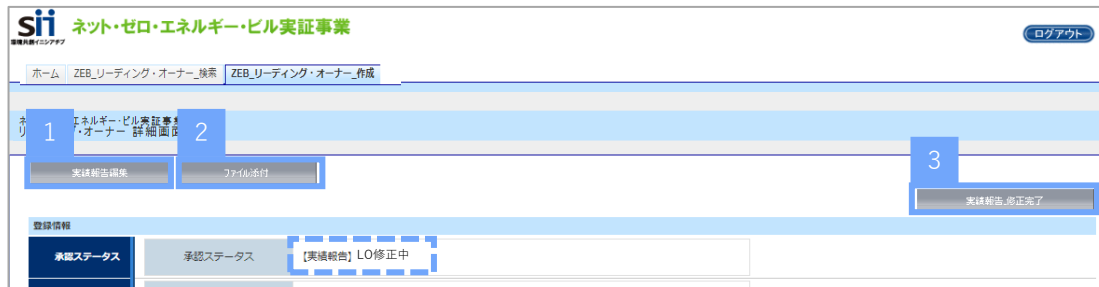 Sii ネット・ゼロ・エネルギー・ビル実証事業
環境共創イニシアチブ
ログアウト
ホーム ZEB_リーディング・オーナー_検索 ZEB_リーディング・オーナー_作成
ネ エネルギー・ビル実証事業
リ ・オーナー 詳細画面
1 2
実績報告編集 ファイル添付
3
実績報告_修正完了
登録情報
承認ステータス 承認ステータス 【実績報告】LO修正中